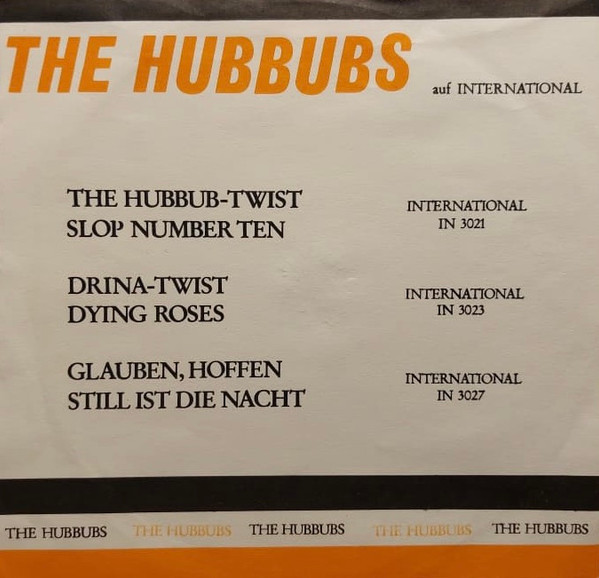 THE HUBBUBS
auf INTERNATIONAL
THE HUBBUB-TWIST
SLOP NUMBER TEN
INTERNATIONAL
IN 3021
DRINA-TWIST
DYING ROSES
INTERNATIONAL
IN 3023
GLAUBEN, HOFFEN
STILL IST DIE NACHT
INTERNATIONAL
IN 3027
THE HUBBUBS THE HUBBUBS THE HUBBUBS THE HUBBUBS THE HUBBUBS